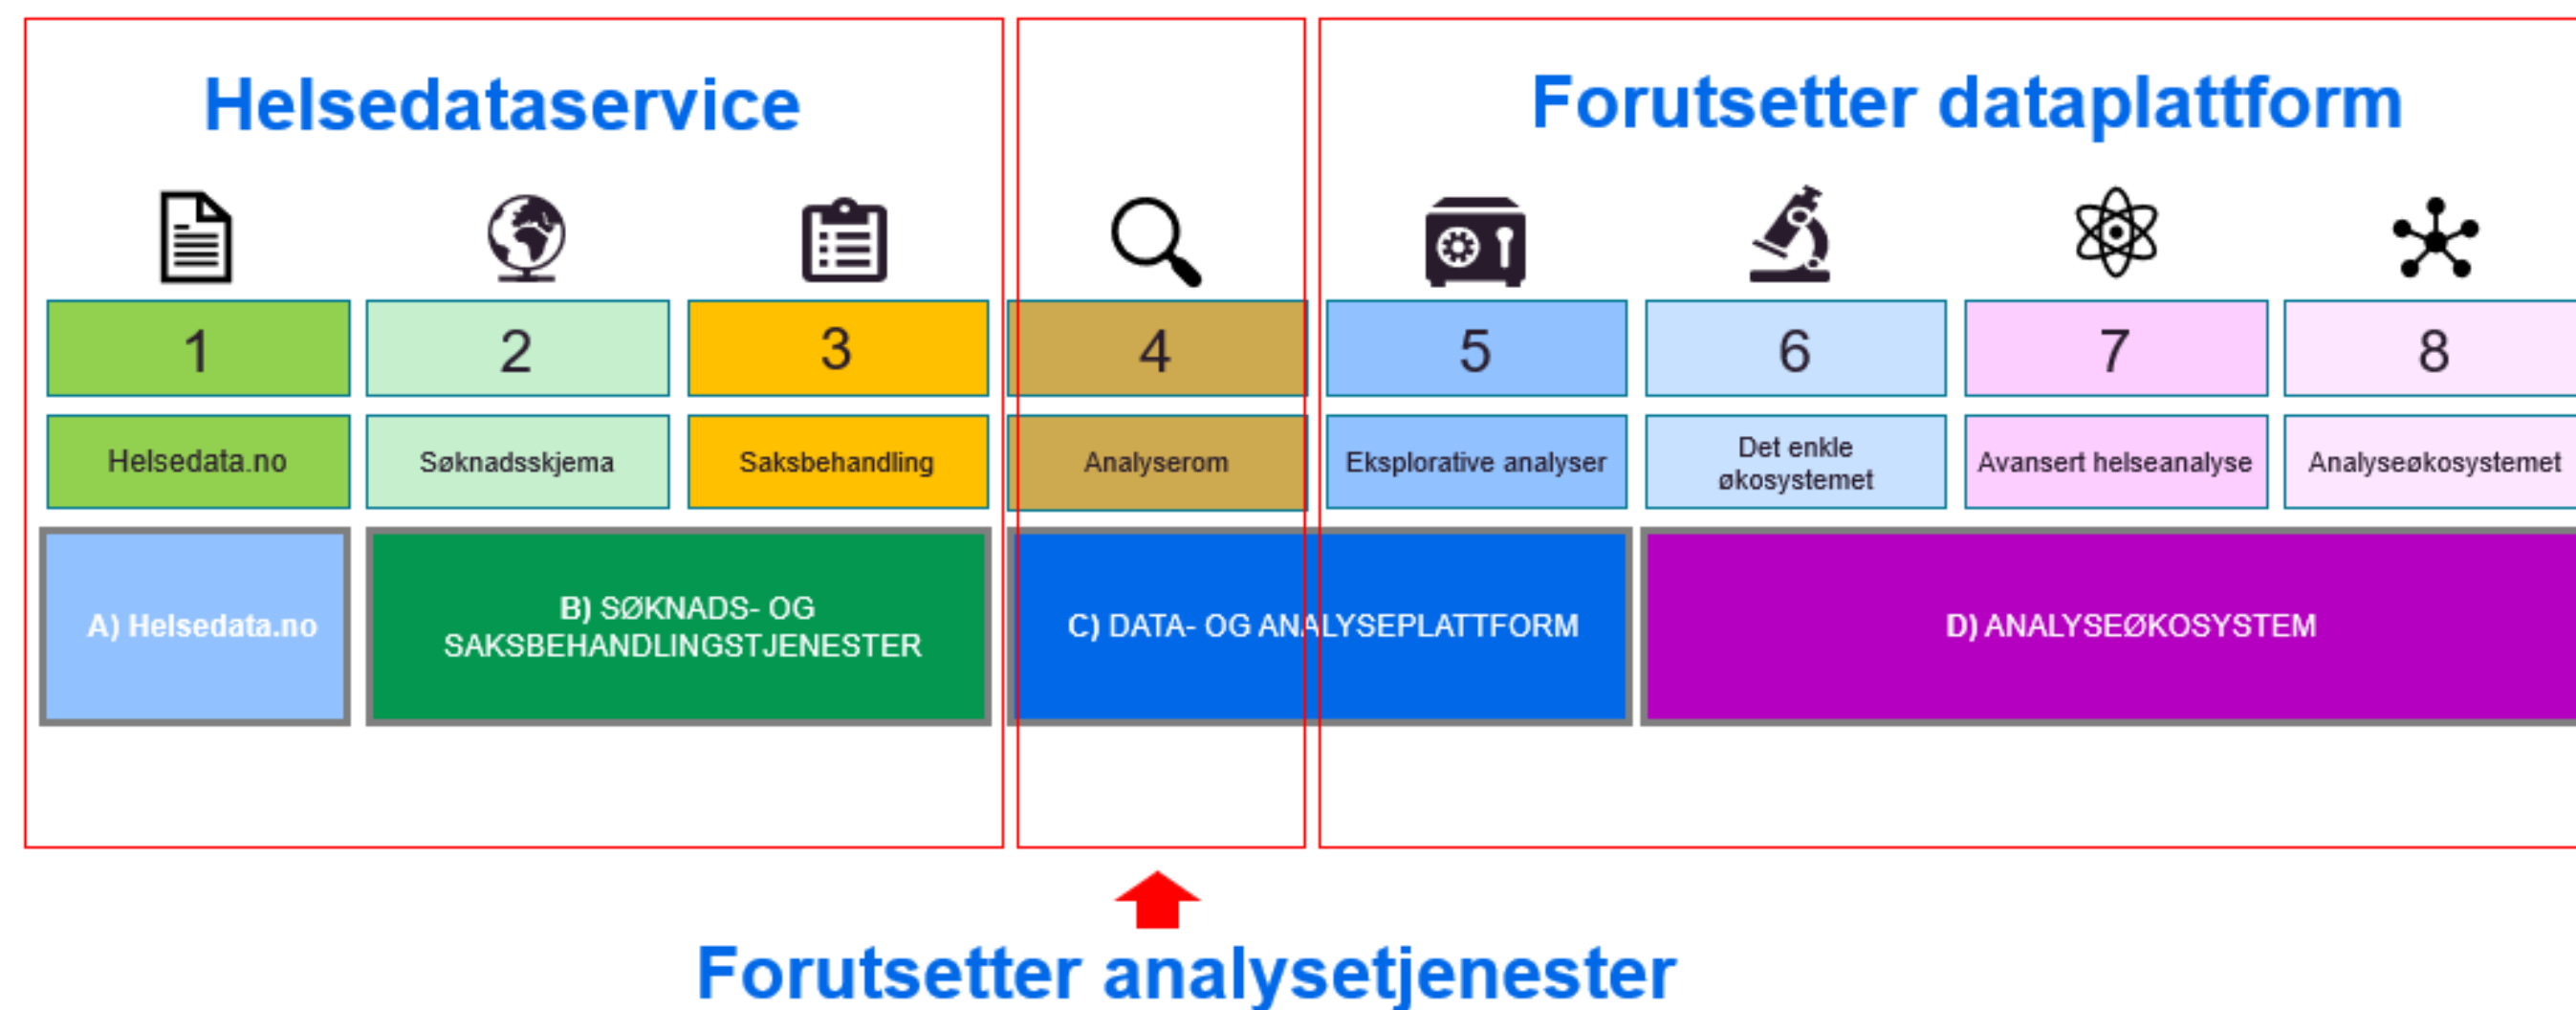 Helsedataservice
Forutsetter dataplattform
1
2
3
4
5
6
7
8
Helsedata.no
Søknadsskjema
Saksbehandling
Analyserom
Eksplorative analyser
Det enkle
økosystemet
Avansert helseanalyse
Analyseøkosystemet
A) Helsedata.no
B) SØKNADS- OG
SAKSBEHANDLINGSTJENESTER
C) DATA- OG ANALYSEPLATTFORM
D) ANALYSEØKOSYSTEM
Forutsetter analysetjenester